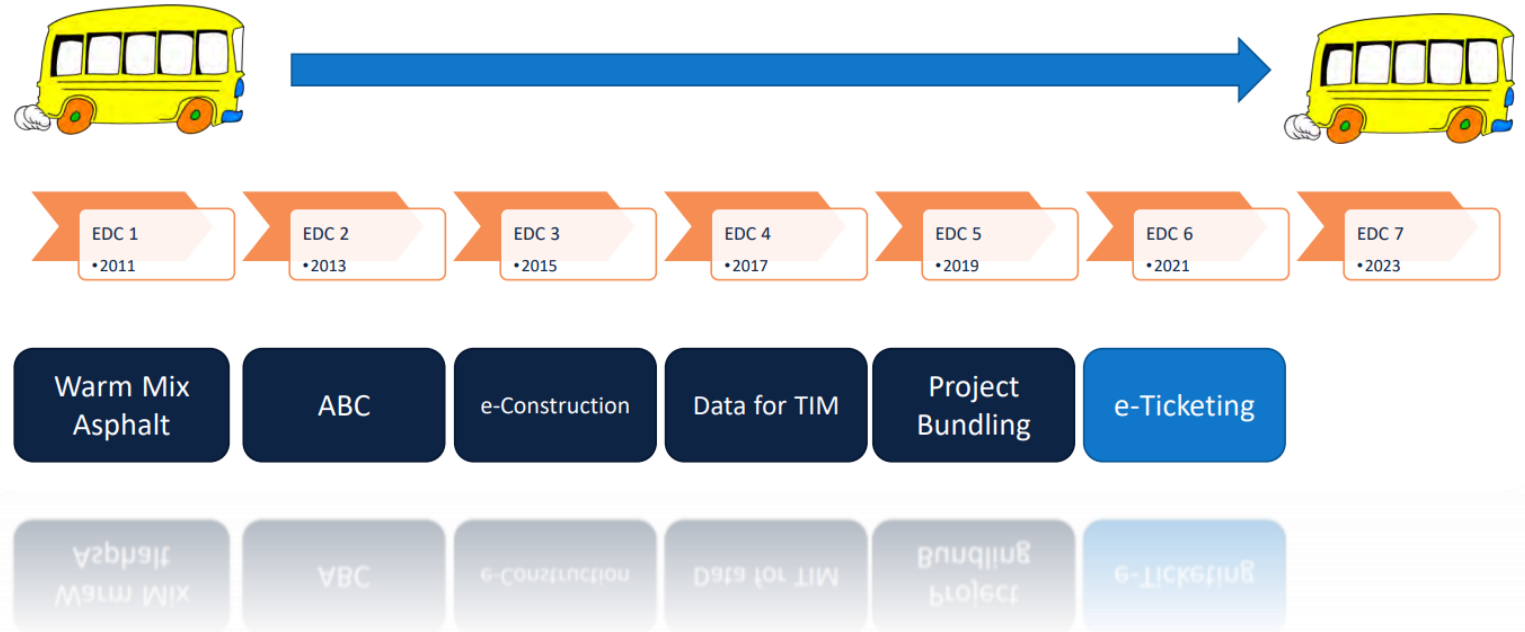 EDC 1
•2011
EDC 2
•2013
EDC 3
•2015
EDC 4
•2017
EDC 5
•2019
EDC 6
•2021
EDC 7
•2023
Warm Mix
Asphalt
ABC
e-Construction
Data for TIM
Project
Bundling
e-Ticketing